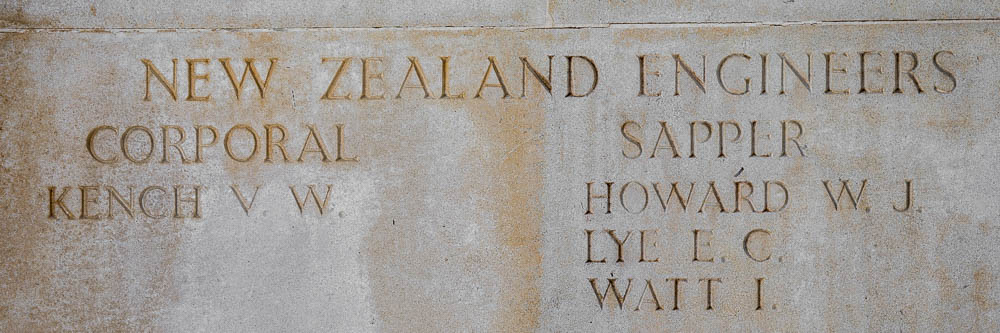 NEW ZEALAND ENGINEERS
CORPORAL
KENCH V. W.
SAPPER
HOWARD W. J.
LYE E. C.
WATT I.